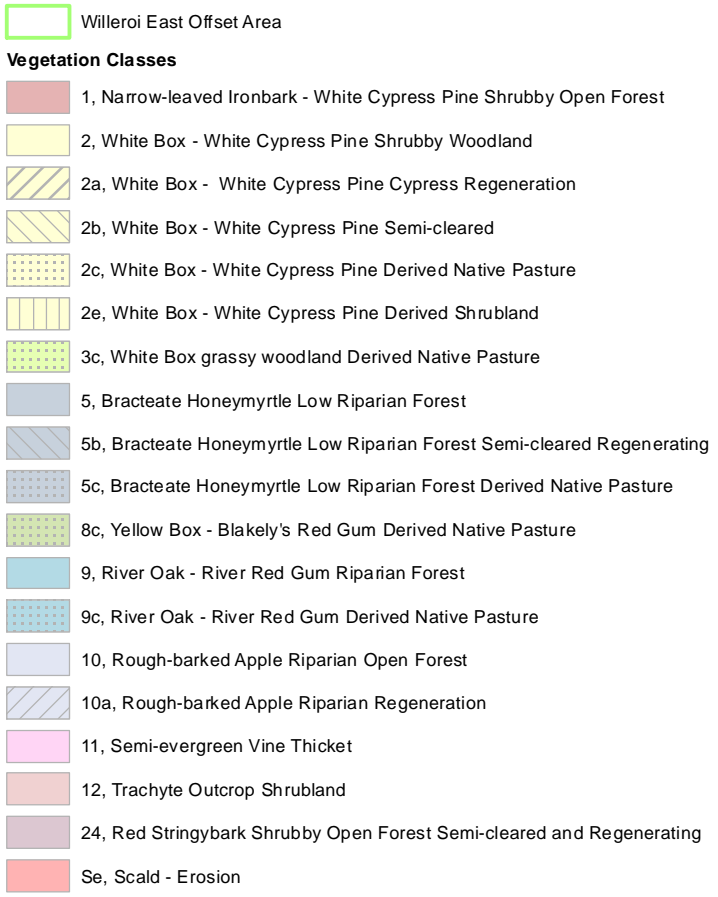 Willeroi East Offset Area
Vegetation Classes
1, Narrow-leaved Ironbark - White Cypress Pine Shrubby Open Forest
2, White Box - White Cypress Pine Shrubby Woodland
2a, White Box - White Cypress Pine Cypress Regeneration
2b, White Box - White Cypress Pine Semi-cleared
2c, White Box - White Cypress Pine Derived Native Pasture
2e, White Box - White Cypress Pine Derived Shrubland
3c, White Box grassy woodland Derived Native Pasture
5, Bracteate Honeymyrtle Low Riparian Forest
5b, Bracteate Honeymyrtle Low Riparian Forest Semi-cleared Regenerating
5c, Bracteate Honeymyrtle Low Riparian Forest Derived Native Pasture
8c, Yellow Box - Blakely's Red Gum Derived Native Pasture
9, River Oak - River Red Gum Riparian Forest
9c, River Oak - River Red Gum Derived Native Pasture
10, Rough-barked Apple Riparian Open Forest
10a, Rough-barked Apple Riparian Regeneration
11, Semi-evergreen Vine Thicket
12, Trachyte Outcrop Shrubland
24, Red Stringybark Shrubby Open Forest Semi-cleared and Regenerating
Se, Scald - Erosion